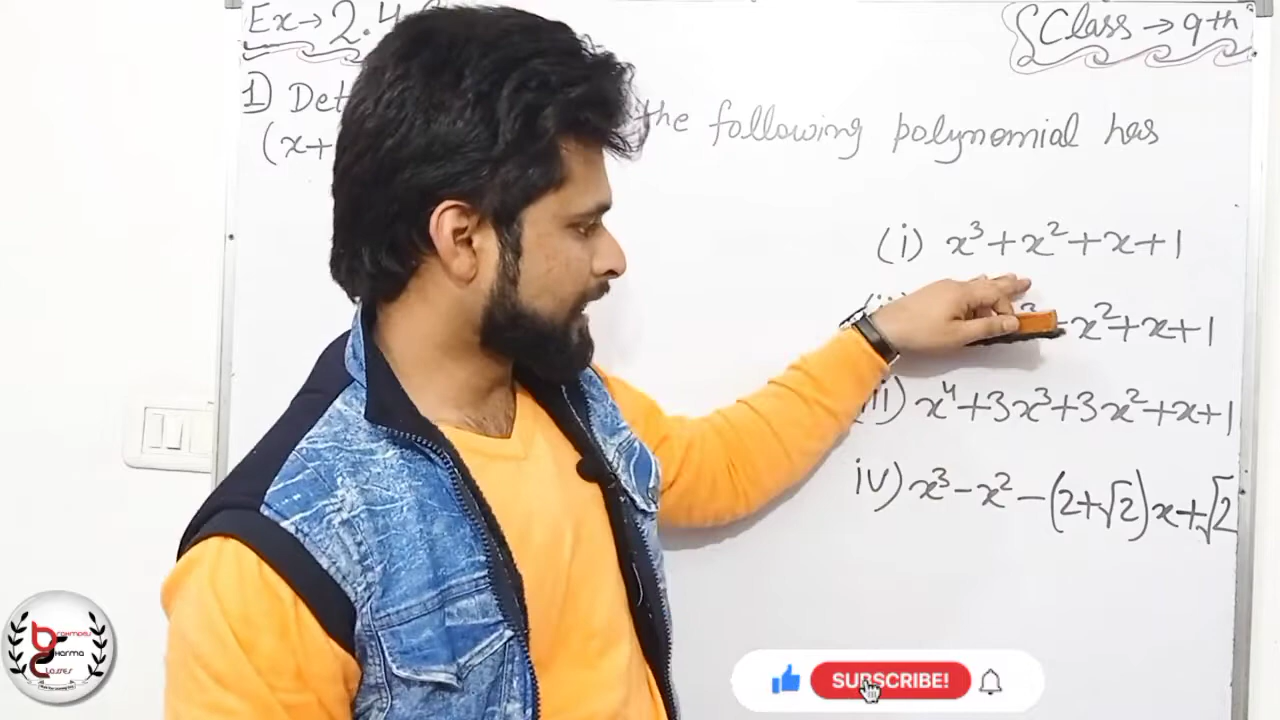 Ex→2.4
{Class → 9th
1) Det the following polynomial has
(x+
(i) x³+x²+x+1
x²+x+1
iii) x⁴+3x³+3x²+x+1
iv) x³-x²-(2+√2)x+√2
SUBSCRIBE!